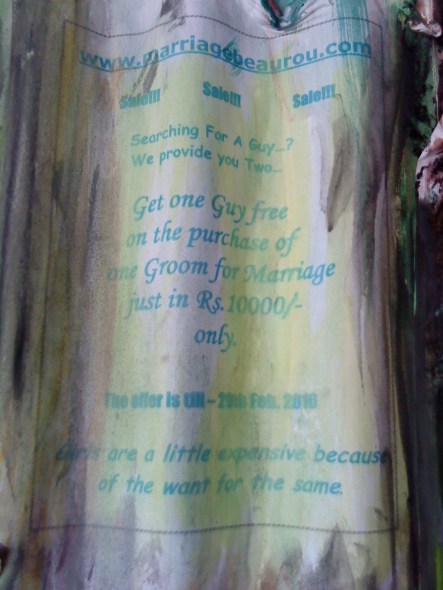 www.marriagebeaurou.com
Sale!!! Sale!!! Sale!!!
Searching For A Guy...?
We provide you Two...
Get one Guy free
on the purchase of
one Groom for Marriage
just in Rs.10000/-
only.
The offer is till - 29th Feb. 2016
Girls are a little expensive because
of the want for the same.